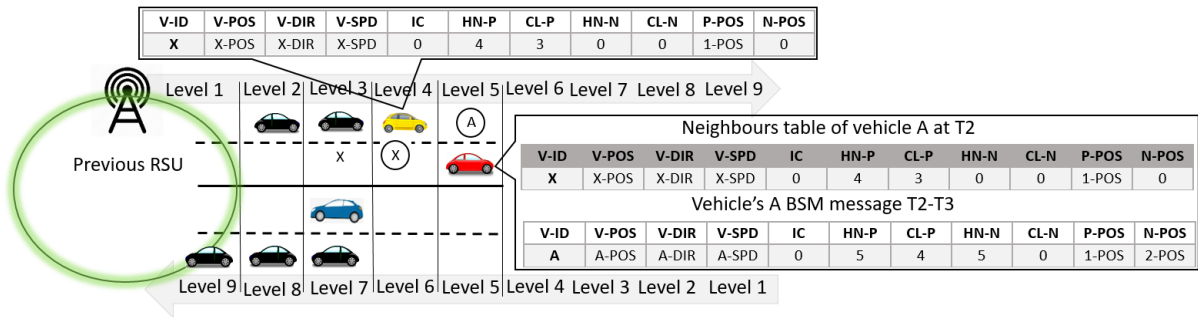 V-ID V-POS V-DIR V-SPD IC HN-P CL-P HN-N CL-N P-POS N-POS
X X-POS X-DIR X-SPD 0 4 3 0 0 1-POS 0
Level 1 Level 2 Level 3 Level 4 Level 5 Level 6 Level 7 Level 8 Level 9
A
Previous RSU
X X
Neighbours table of vehicle A at T2
V-ID V-POS V-DIR V-SPD IC HN-P CL-P HN-N CL-N P-POS N-POS
X X-POS X-DIR X-SPD 0 4 3 0 0 1-POS 0
Vehicle's A BSM message T2-T3
V-ID V-POS V-DIR V-SPD IC HN-P CL-P HN-N CL-N P-POS N-POS
A A-POS A-DIR A-SPD 0 5 4 5 0 1-POS 2-POS
Level 9 Level 8 Level 7 Level 6 Level 5 Level 4 Level 3 Level 2 Level 1